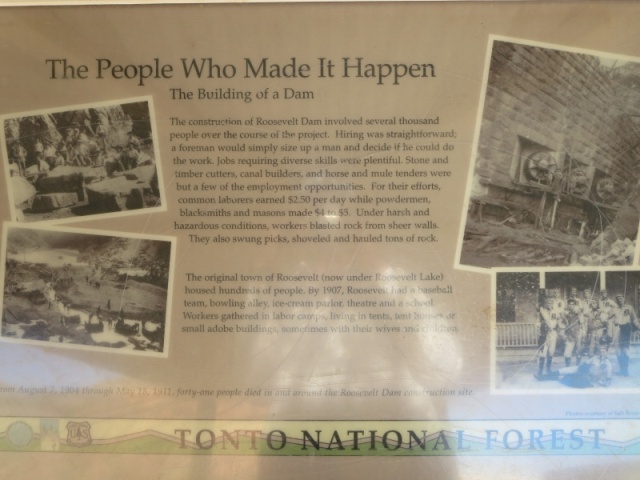 The People Who Made It Happen
The Building of a Dam
The construction of Roosevelt Dam involved several thousand
people over the course of the project. Hiring was straightforward;
a foreman would simply size up a man and decide if he could do
the work. Jobs requiring diverse skills were plentiful. Stone and
timber cutters, canal builders, and horse and mule tenders were
but a few of the employment opportunities. For their efforts,
common laborers earned $2.50 per day while powdermen,
blacksmiths and masons made $4 to $5. Under harsh and
hazardous conditions, workers blasted rock from sheer walls.
They also swung picks, shoveled and hauled tons of rock.
The original town of Roosevelt (now under Roosevelt Lake)
housed hundreds of people. By 1907, Roosevelt had a baseball
team, bowling alley, ice-cream parlor, theatre and a school.
Workers gathered in labor camps, living in tents, tent houses or
small adobe buildings, sometimes with their wives and children.
August 2, 1904 through May 18, 1911, forty-one people died in and around the Roosevelt Dam construction site.
Photos courtesy of Salt
TONTO NATIONAL FOREST